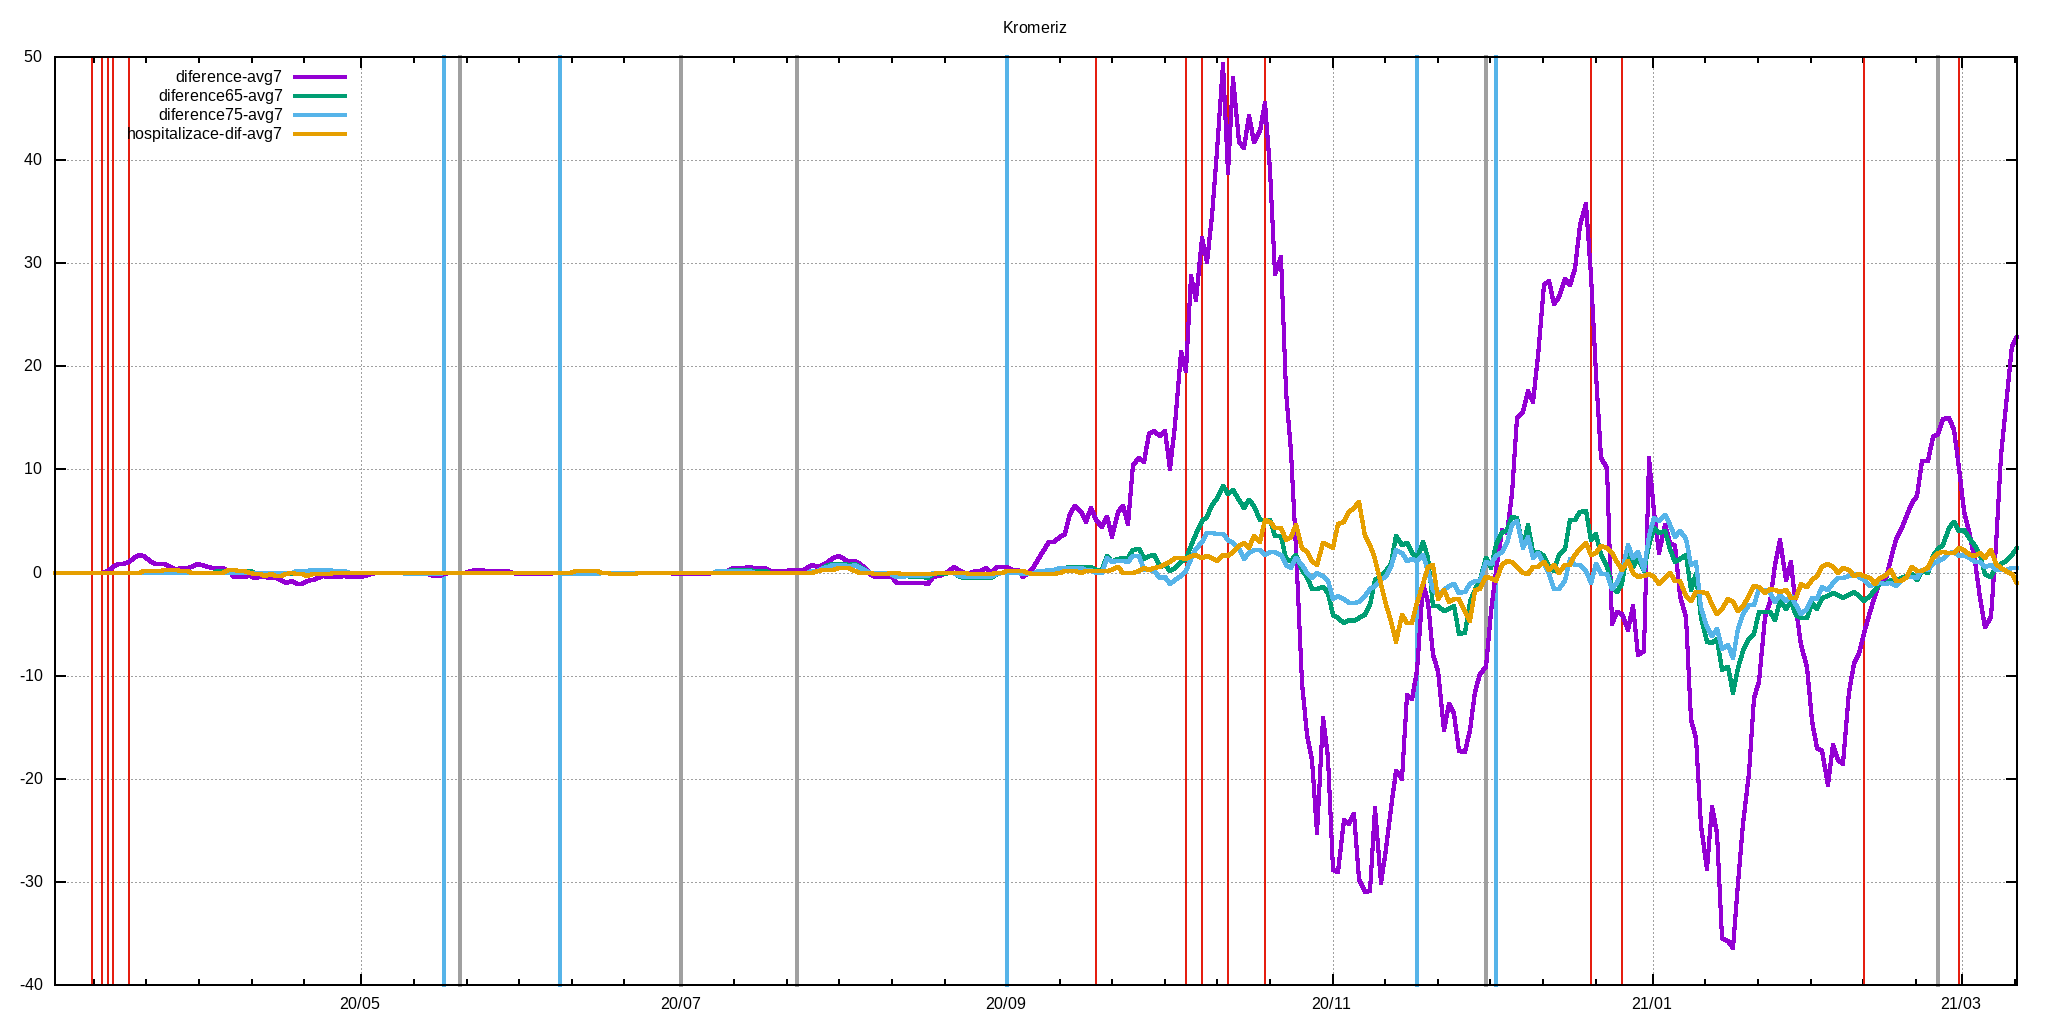 Kromeriz
50
diference-avg7
diference65-avg7
diference75-avg7
hospitalizace-dif-avg7
40
30
20
10
0
-10
-20
-30
-40
20/05 20/07 20/09 20/11 21/01 21/03